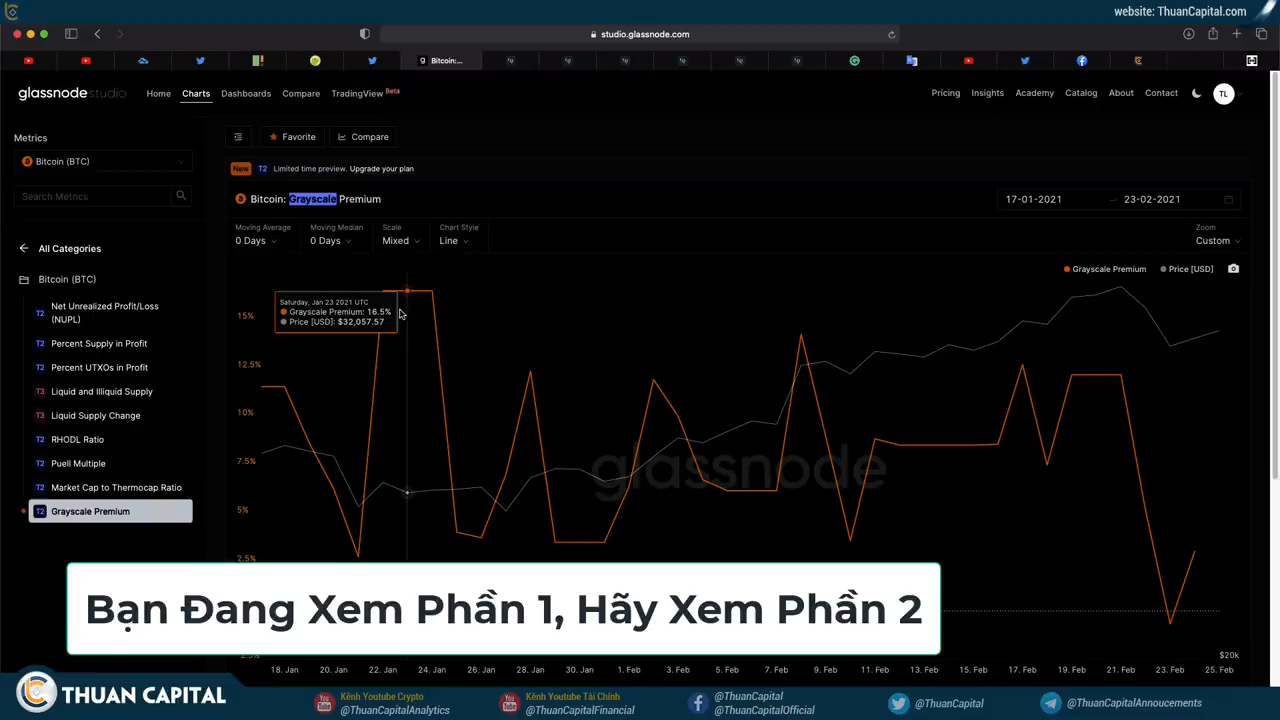 website: ThuanCapital.com
studio.glassnode.com
g Bitcoin:...
glassnodestudio
Home Charts Dashboards Compare TradingView Beta
Pricing Insights Academy Catalog About Contact TL
Metrics
Bitcoin (BTC)
Search Metrics
All Categories
Bitcoin (BTC)
T2 Net Unrealized Profit/Loss
(NUPL)
T2 Percent Supply in Profit
T2 Percent UTXOs in Profit
T3 Liquid and Illiquid Supply
T3 Liquid Supply Change
T2 RHODL Ratio
T2 Puell Multiple
T2 Market Cap to Thermocap Ratio
T2 Grayscale Premium
Favorite Compare
New T2 Limited time preview. Upgrade your plan
Bitcoin: Grayscale Premium
17-01-2021 → 23-02-2021
Moving Average Moving Median Scale Chart Style Zoom
0 Days 0 Days Mixed Line Custom
Grayscale Premium Price [USD]
Saturday, Jan 23 2021 UTC
Grayscale Premium: 16.5%
Price [USD]: $32,057.57
15%
12.5%
10%
7.5%
5%
2.5%
glassnode
$20k
18. Jan 20. Jan 22. Jan 24. Jan 26. Jan 28. Jan 30. Jan 1. Feb 3. Feb 5. Feb 7. Feb 9. Feb 11. Feb 13. Feb 15. Feb 17. Feb 19. Feb 21. Feb 23. Feb 25. Feb
Bạn Đang Xem Phần 1, Hãy Xem Phần 2
THUAN CAPITAL
Kênh Youtube Crypto
@ThuanCapitalAnalytics
Kênh Youtube Tài Chính
@ThuanCapitalFinancial
@ThuanCapital
@ThuanCapitalOfficial
@ThuanCapital
@ThuanCapitalAnnoucements